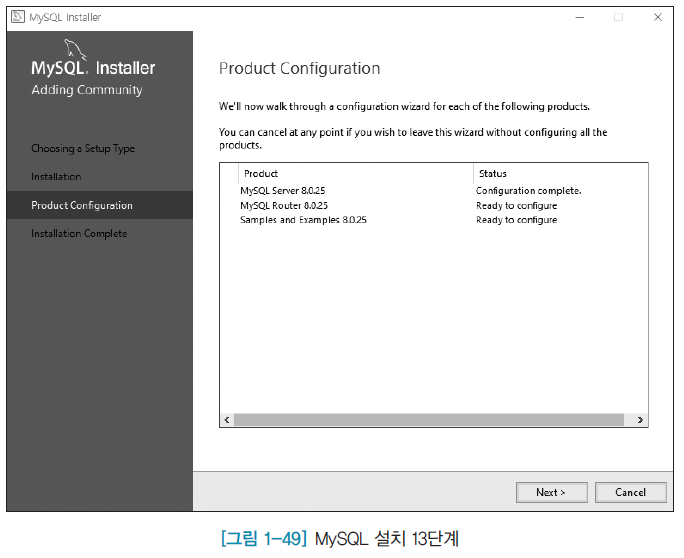 MySQL Installer
MySQL. Installer
Adding Community
Choosing a Setup Type
Installation
Product Configuration
Installation Complete
Product Configuration
We'll now walk through a configuration wizard for each of the following products.
You can cancel at any point if you wish to leave this wizard without configuring all the
products.
Product Status
MySQL Server 8.0.25 Configuration complete.
MySQL Router 8.0.25 Ready to configure
Samples and Examples 8.0.25 Ready to configure
Next > Cancel
[그림 1-49] MySQL 설치 13단계